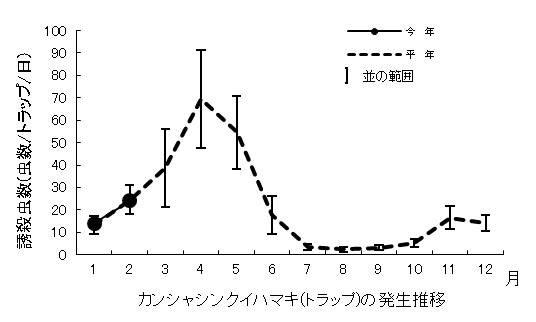 今 年
平 年
並の範囲
誘殺虫数(虫数/トラップ/日)
100
90
80
70
60
50
40
30
20
10
0
1 2 3 4 5 6 7 8 9 10 11 12
月
カンシャシンクイハマキ(トラップ)の発生推移